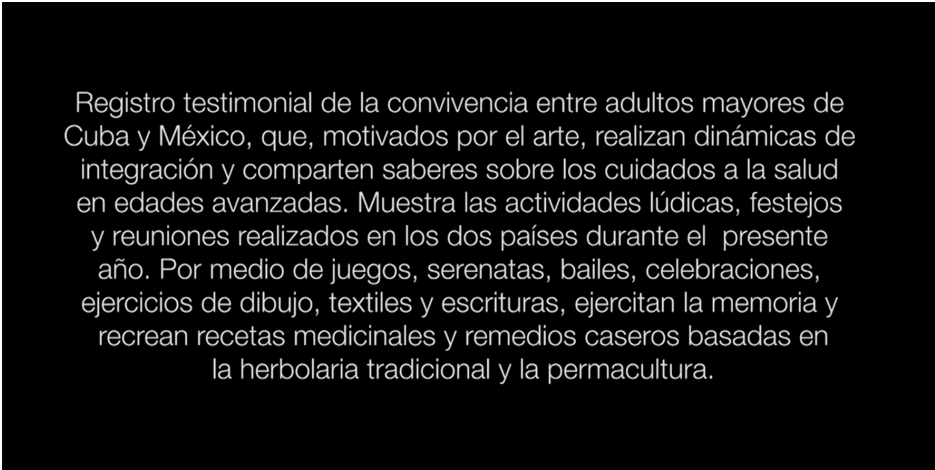 Registro testimonial de la convivencia entre adultos mayores de
Cuba y México, que, motivados por el arte, realizan dinámicas de
integración y comparten saberes sobre los cuidados a la salud
en edades avanzadas. Muestra las actividades lúdicas, festejos
y reuniones realizados en los dos países durante el  presente
año. Por medio de juegos, serenatas, bailes, celebraciones,
ejercicios de dibujo, textiles y escrituras, ejercitan la memoria y
recrean recetas medicinales y remedios caseros basadas en
la herbolaria tradicional y la permacultura.